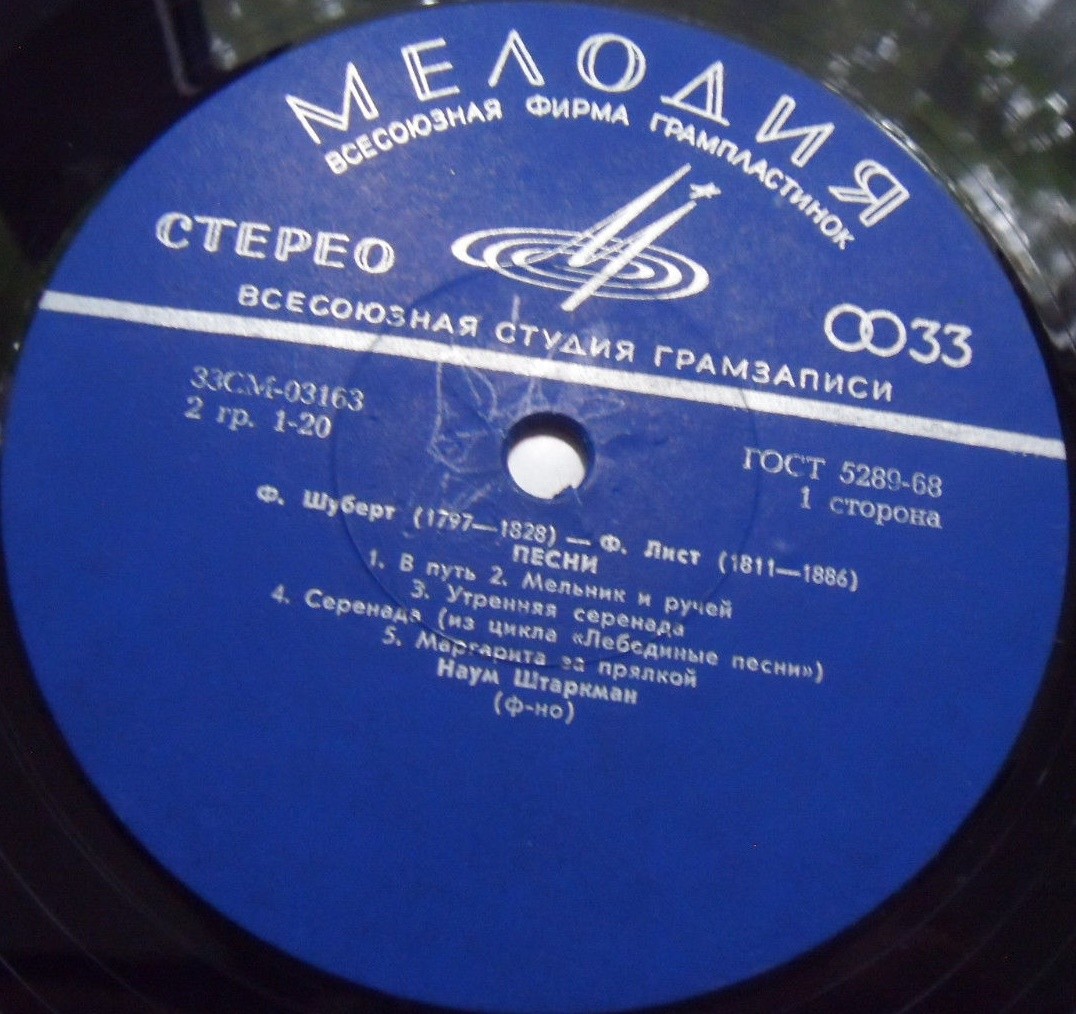 МЕЛОДИЯ
ВСЕСОЮЗНАЯ ФИРМА ГРАМПЛАСТИНОК
СТЕРЕО
33
ВСЕСОЮЗНАЯ СТУДИЯ ГРАМЗАПИСИ
33СМ-03163
2 гр. 1-20
ГОСТ 5289-68
1 сторона
Ф. Шуберт (1797—1828) — Ф. Лист (1811—1886)
ПЕСНИ
1. В путь 2. Мельник и ручей
3. Утренняя серенада
4. Серенада (из цикла «Лебединые песни»)
5. Маргарита за прялкой
Наум Штаркман
(ф-но)